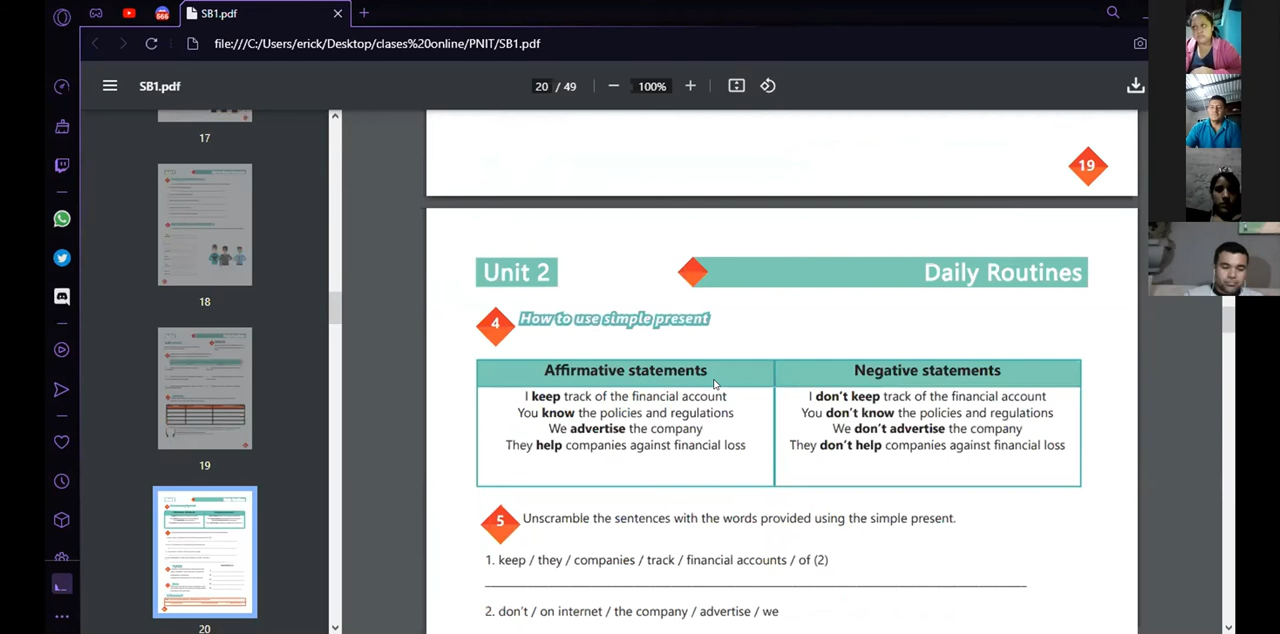 666
SB1.pdf
file:///C:/Users/erick/Desktop/clases%20online/PNIT/SB1.pdf
SB1.pdf
20 / 49
100%
17
18
19
20
19
Unit 2
Daily Routines
4
How to use simple present
Affirmative statements
Negative statements
I keep track of the financial account
You know the policies and regulations
We advertise the company
They help companies against financial loss
I don't keep track of the financial account
You don't know the policies and regulations
We don't advertise the company
They don't help companies against financial loss
5
Unscramble the sentences with the words provided using the simple present.
1. keep / they / companies / track / financial accounts / of (2)
2. don't / on internet / the company / advertise / we